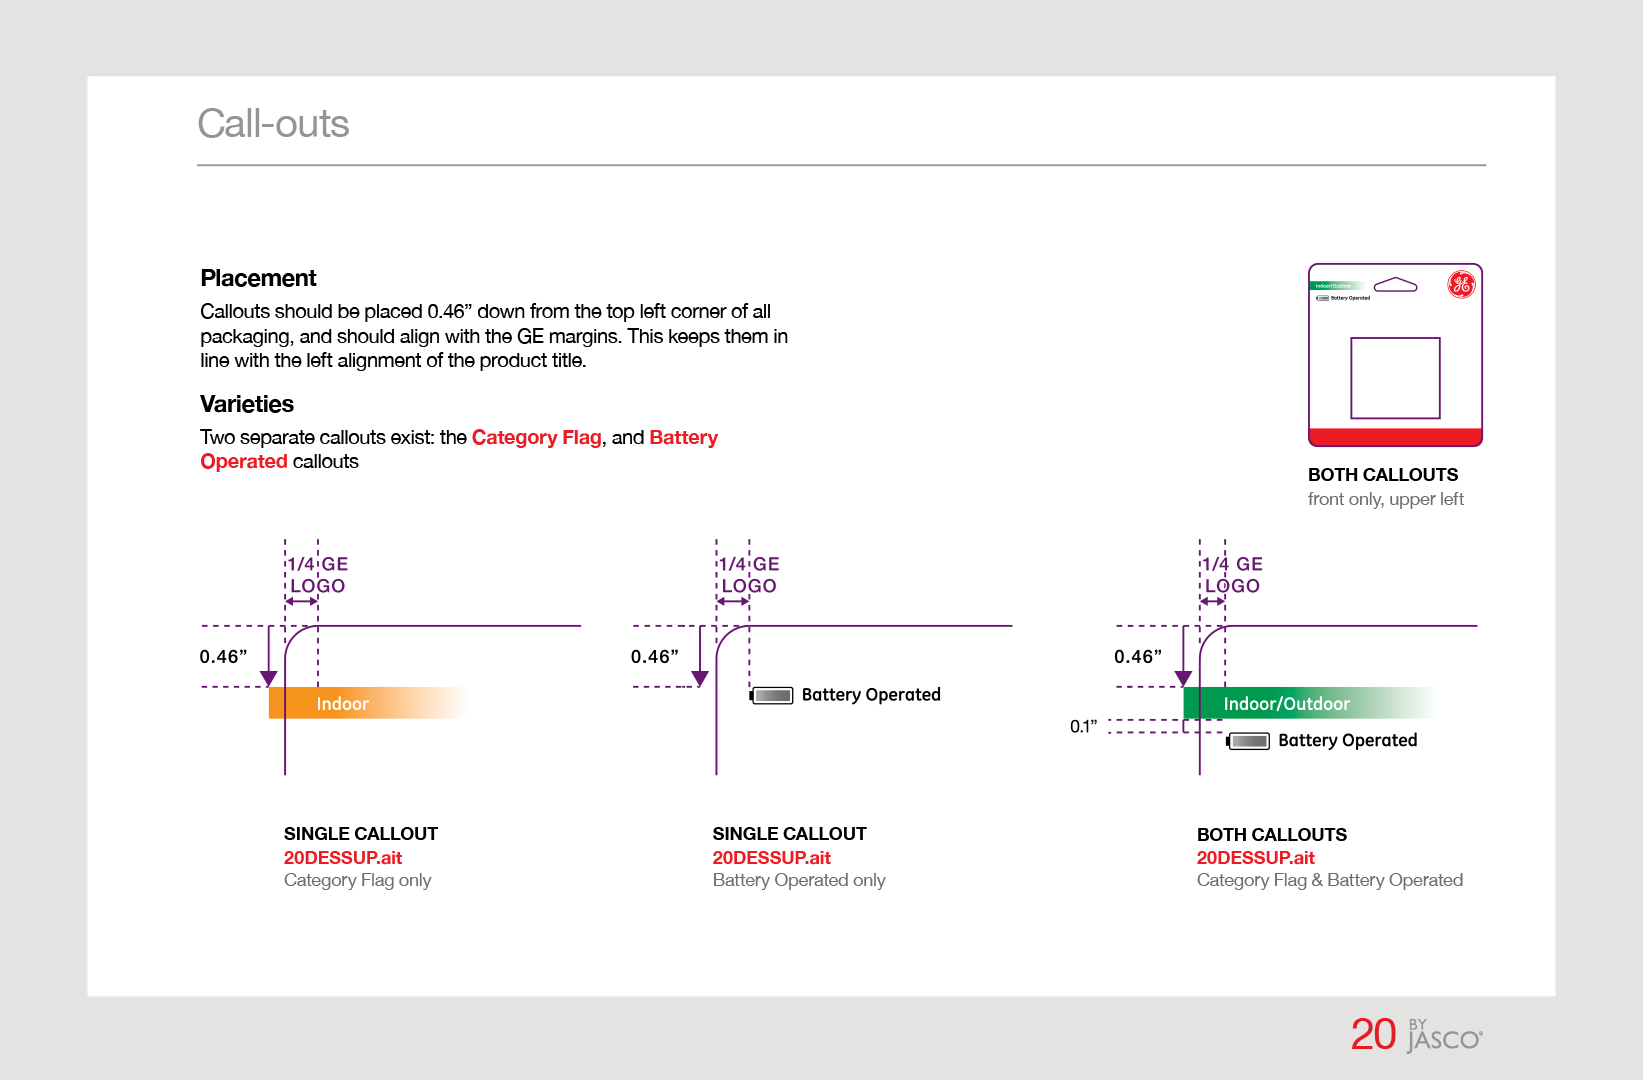 Call-outs
Placement
Callouts should be placed 0.46” down from the top left corner of all
packaging, and should align with the GE margins. This keeps them in
line with the left alignment of the product title.
Varieties
Two separate callouts exist: the Category Flag, and Battery
Operated callouts
Indoor/Outdoor
Battery Operated
GE
BOTH CALLOUTS
front only, upper left
1/4 GE
LOGO
0.46”
Indoor
SINGLE CALLOUT
20DESSUP.ait
Category Flag only
1/4 GE
LOGO
0.46”
Battery Operated
SINGLE CALLOUT
20DESSUP.ait
Battery Operated only
1/4 GE
LOGO
0.46”
Indoor/Outdoor
0.1”
Battery Operated
BOTH CALLOUTS
20DESSUP.ait
Category Flag & Battery Operated
20 BY
JASCO®